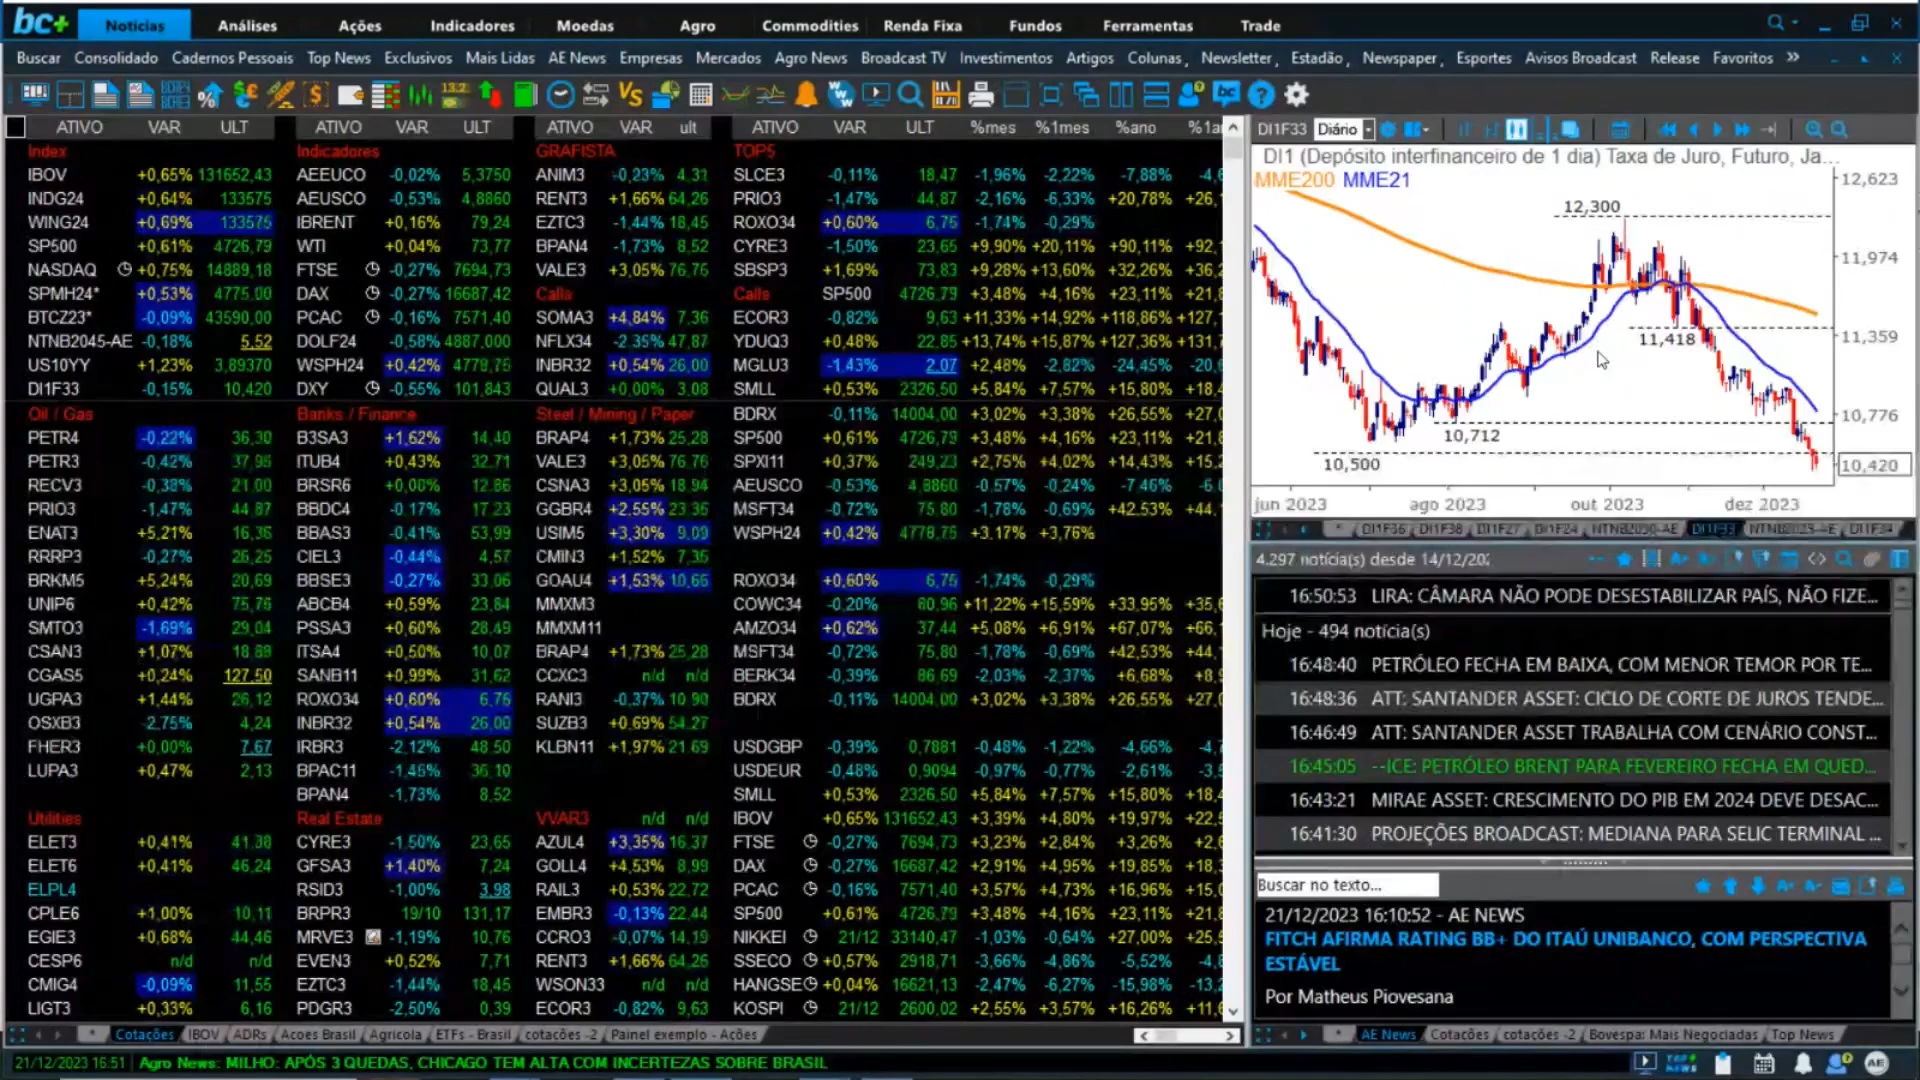 bc+ Notícias Análises Ações Indicadores Moedas Agro Commodities Renda Fixa Fundos Ferramentas Trade
Buscar Consolidado Cadernos Pessoais Top News Exclusivos Mais Lidas AE News Empresas Mercados Agro News Broadcast TV Investimentos Artigos Colunas Newsletter Estadão Newspaper Esportes Avisos Broadcast Release Favoritos
ATIVO VAR ULT ATIVO VAR ULT ATIVO VAR ult ATIVO VAR ULT %mes %1mes %ano
Index Indicadores GRAFISTA TOP5
IBOV +0,65% 131652,43 AEEUCO -0,02% 5,3750 ANIM3 -0,23% 4,31 SLCE3 -0,11% 18,47 -1,96% -2,22% -7,88%
INDG24 +0,64% 133575 AEUSCO -0,53% 4,8860 RENT3 +1,66% 64,26 PRIO3 -1,47% 44,87 -2,16% -6,33% +20,78%
WING24 +0,69% 133575 IBRENT +0,16% 79,24 EZTC3 -1,44% 18,45 ROXO34 +0,60% 6,76 -1,74% -0,29%
SP500 +0,61% 4726,79 WTI +0,04% 73,77 BPAN4 -1,73% 8,52 CYRE3 -1,50% 23,65 +9,90% +20,11% +90,11%
NASDAQ +0,75% 14889,18 FTSE -0,27% 7694,73 VALE3 +3,05% 76,76 SBSP3 +1,69% 73,83 +9,28% +13,60% +32,26%
SPMH24* +0,53% 4775,00 DAX -0,27% 16687,42 Calls Calls SP500 4726,79 +3,48% +4,16% +23,11%
BTCZ23* -0,09% 43590,00 PCAC -0,16% 7571,40 SOMA3 +4,84% 7,36 ECOR3 -0,82% 9,63 +11,33% +14,92% +118,86%
NTNB2045-AE -0,18% 5,52 DOLF24 -0,58% 4887,000 NFLX34 -2,35% 47,87 YDUQ3 +0,48% 22,85 +13,74% +15,87% +127,36%
US10YY +1,23% 3,89370 WSPH24 +0,42% 4778,75 INBR32 +0,54% 26,00 MGLU3 -1,43% 2,07 +2,48% -2,82% -24,45%
DI1F33 -0,15% 10,420 DXY -0,55% 101,843 QUAL3 +0,00% 3,08 SMLL +0,53% 2326,50 +5,84% +7,57% +15,80%
Oil / Gas Banks / Finance Steel / Mining / Paper BDRX -0,11% 14004,00 +3,02% +3,38% +26,55%
PETR4 -0,22% 36,30 B3SA3 +1,62% 14,40 BRAP4 +1,73% 25,28 SP500 +0,61% 4726,79 +3,48% +4,16% +23,11%
PETR3 -0,42% 37,95 ITUB4 +0,43% 32,71 VALE3 +3,05% 76,76 SPXI11 +0,37% 249,23 +2,75% +4,02% +14,43%
RECV3 -0,38% 21,00 BRSR6 +0,00% 12,86 CSNA3 +3,05% 18,94 AEUSCO -0,53% 4,8860 -0,57% -0,24% -7,46%
PRIO3 -1,47% 44,87 BBDC4 -0,17% 17,23 GGBR4 +2,55% 23,36 MSFT34 -0,72% 75,80 -1,78% -0,69% +42,53%
ENAT3 +5,21% 16,36 BBAS3 -0,41% 53,99 USIM5 +3,30% 9,09 WSPH24 +0,42% 4778,75 +3,17% +3,76%
RRRP3 -0,27% 26,25 CIEL3 -0,44% 4,57 CMIN3 +1,52% 7,35
BRKM5 +5,24% 20,69 BBSE3 -0,27% 33,06 GOAU4 +1,53% 10,66 ROXO34 +0,60% 6,76 -1,74% -0,29%
UNIP6 +0,42% 75,76 ABCB4 +0,59% 23,84 MMXM3 COWC34 -0,20% 60,96 +11,22% +15,59% +33,95%
SMTO3 -1,69% 29,04 PSSA3 +0,60% 28,49 MMXM11 AMZO34 +0,62% 37,44 +5,08% +6,91% +67,07%
CSAN3 +1,07% 18,89 ITSA4 +0,50% 10,07 BRAP4 +1,73% 25,28 MSFT34 -0,72% 75,80 -1,78% -0,69% +42,53%
CGAS5 +0,24% 127,50 SANB11 +0,99% 31,62 CCXC3 n/d n/d BERK34 -0,39% 86,69 -2,03% -2,37% +6,68%
UGPA3 +1,44% 26,12 ROXO34 +0,60% 6,76 RANI3 -0,37% 10,90 BDRX -0,11% 14004,00 +3,02% +3,38% +26,55%
OSXB3 -2,75% 4,24 INBR32 +0,54% 26,00 SUZB3 +0,69% 54,27
FHER3 +0,00% 7,67 IRBR3 -2,12% 48,50 KLBN11 +1,97% 21,69 USDGBP -0,39% 0,7881 -0,48% -1,22% -4,66%
LUPA3 +0,47% 2,13 BPAC11 -1,45% 36,10 USDEUR -0,48% 0,9094 -0,97% -0,77% -2,61%
BPAN4 -1,73% 8,52 SMLL +0,53% 2326,50 +5,84% +7,57% +15,80%
Utilities Real Estate VVAR3 n/d n/d IBOV +0,65% 131652,43 +3,39% +4,80% +19,97%
ELET3 +0,41% 41,38 CYRE3 -1,50% 23,65 AZUL4 +3,35% 16,37 FTSE -0,27% 7694,73 +3,23% +2,84% +3,26%
ELET6 +0,41% 46,24 GFSA3 +1,40% 7,24 GOLL4 +4,53% 8,99 DAX -0,27% 16687,42 +2,91% +4,95% +19,85%
ELPL4 RSID3 -1,00% 3,98 RAIL3 +0,53% 22,72 PCAC -0,16% 7571,40 +3,57% +4,73% +16,96%
CPLE6 +1,00% 10,11 BRPR3 19/10 131,17 EMBR3 -0,13% 22,44 SP500 +0,61% 4726,79 +3,48% +4,16% +23,11%
EGIE3 +0,68% 44,46 MRVE3 -1,19% 10,76 CCRO3 -0,07% 14,19 NIKKEI 21/12 33140,47 -1,03% -0,64% +27,00%
CESP6 n/d n/d EVEN3 +0,52% 7,71 RENT3 +1,66% 64,26 SSECO +0,57% 2918,71 -3,66% -4,86% -5,52%
CMIG4 -0,09% 11,55 EZTC3 -1,44% 18,45 WSON33 n/d n/d HANGSE +0,04% 16621,13 -2,47% -6,27% -15,98%
LIGT3 +0,33% 6,16 PDGR3 -2,50% 0,39 ECOR3 -0,82% 9,63 KOSPI 21/12 2600,02 +2,55% +3,57% +16,26%
Cotações IBOV ADRs Acoes Brasil Agricola ETFs - Brasil cotações -2 Painel exemplo - Ações
DI1F33 Diário
DI1 (Depósito interfinanceiro de 1 dia) Taxa de Juro, Futuro, Ja...
MME200 MME21
12,623
12,300
11,974
11,359
11,418
10,776
10,712
10,500
10,420
jun 2023 ago 2023 out 2023 dez 2023
DI1F36 DI1F38 DI1F27 DI1F24 NTNB2050-AE DI1F33 DI1F34
4.297 notícia(s) desde 14/12/20
16:50:53 LIRA: CÂMARA NÃO PODE DESESTABILIZAR PAÍS, NÃO FIZE...
Hoje - 494 notícia(s)
16:48:40 PETRÓLEO FECHA EM BAIXA, COM MENOR TEMOR POR TE...
16:48:36 ATT: SANTANDER ASSET: CICLO DE CORTE DE JUROS TENDE...
16:46:49 ATT: SANTANDER ASSET TRABALHA COM CENÁRIO CONST...
16:45:05 --ICE: PETRÓLEO BRENT PARA FEVEREIRO FECHA EM QUED...
16:43:21 MIRAE ASSET: CRESCIMENTO DO PIB EM 2024 DEVE DESAC...
16:41:30 PROJEÇÕES BROADCAST: MEDIANA PARA SELIC TERMINAL ...
Buscar no texto...
21/12/2023 16:10:52 - AE NEWS
FITCH AFIRMA RATING BB+ DO ITAÚ UNIBANCO, COM PERSPECTIVA
ESTÁVEL
Por Matheus Piovesana
AE News Cotações cotações -2 Bovespa: Mais Negociadas Top News
21/12/2023 16:51 Agro News: MILHO: APÓS 3 QUEDAS, CHICAGO TEM ALTA COM INCERTEZAS SOBRE BRASIL